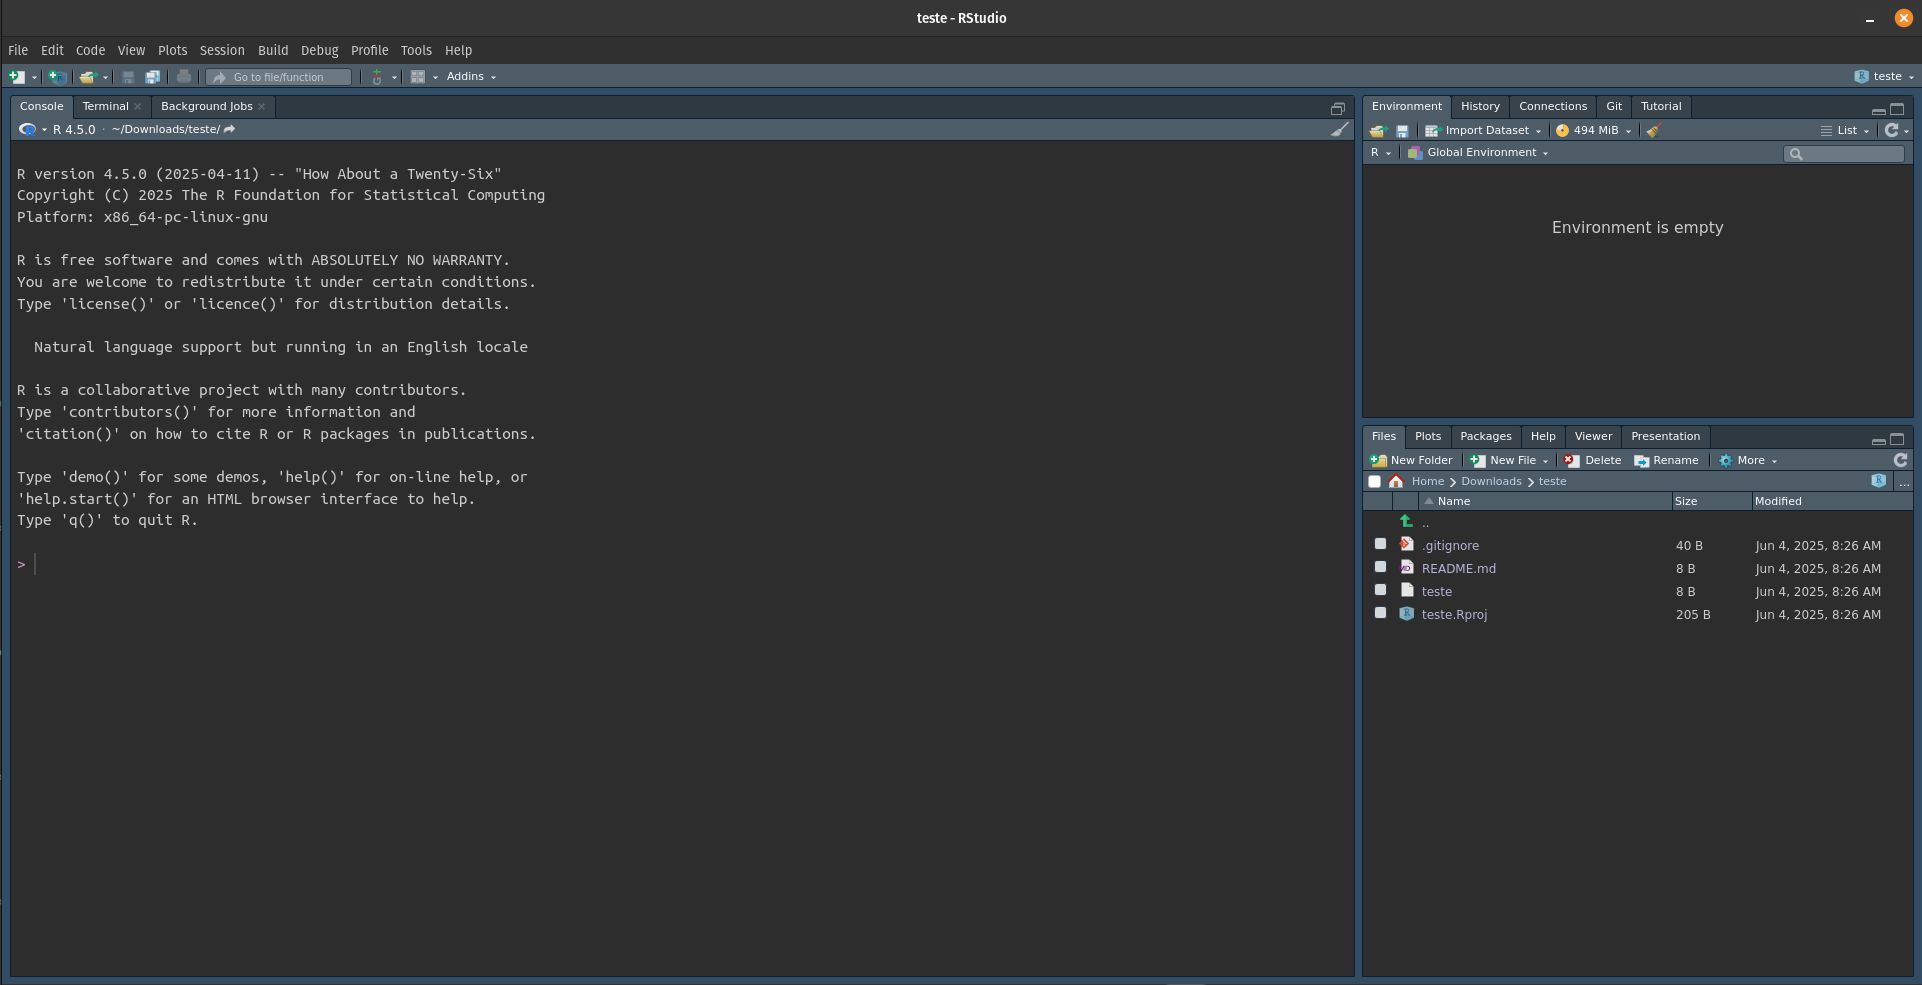 teste - RStudio
File Edit Code View Plots Session Build Debug Profile Tools Help
Go to file/function Addins teste
Console Terminal Background Jobs
R 4.5.0 · ~/Downloads/teste/
R version 4.5.0 (2025-04-11) -- "How About a Twenty-Six"
Copyright (C) 2025 The R Foundation for Statistical Computing
Platform: x86_64-pc-linux-gnu
R is free software and comes with ABSOLUTELY NO WARRANTY.
You are welcome to redistribute it under certain conditions.
Type 'license()' or 'licence()' for distribution details.
Natural language support but running in an English locale
R is a collaborative project with many contributors.
Type 'contributors()' for more information and
'citation()' on how to cite R or R packages in publications.
Type 'demo()' for some demos, 'help()' for on-line help, or
'help.start()' for an HTML browser interface to help.
Type 'q()' to quit R.
>
Environment History Connections Git Tutorial
Import Dataset 494 MiB List
R Global Environment
Environment is empty
Files Plots Packages Help Viewer Presentation
New Folder New File Delete Rename More
Home Downloads teste ...
Name Size Modified
..
.gitignore 40 B Jun 4, 2025, 8:26 AM
README.md 8 B Jun 4, 2025, 8:26 AM
teste 8 B Jun 4, 2025, 8:26 AM
teste.Rproj 205 B Jun 4, 2025, 8:26 AM